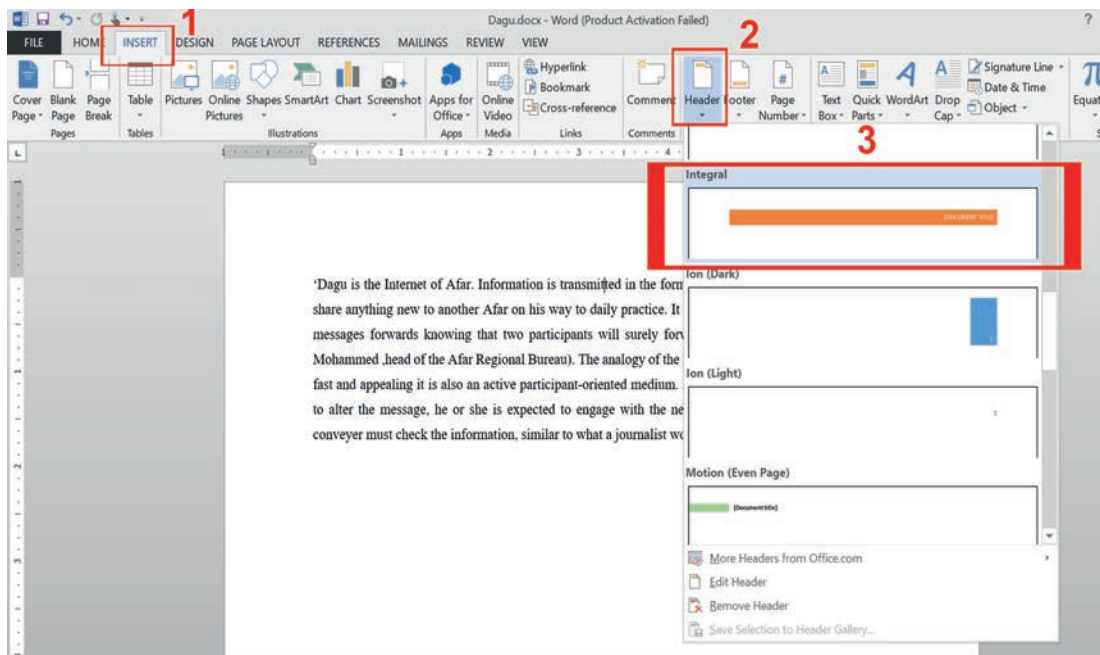 Dagu.docx - Word (Product Activation Failed)
?
1
FILE HOME INSERT DESIGN PAGE LAYOUT REFERENCES MAILINGS REVIEW VIEW
2
Cover Page
Blank Page
Page Break
Table
Pictures
Online Pictures
Shapes
SmartArt
Chart
Screenshot
Apps for Office
Online Video
Hyperlink
Bookmark
Cross-reference
Comment
Header
Footer
Page Number
Text Box
Quick Parts
WordArt
Drop Cap
Signature Line
Date & Time
Object
Pages Tables Illustrations Apps Media Links Comments
3
L
1 2 3 4
Integral
[DOCUMENT TITLE]
Ion (Dark)
Ion (Light)
Motion (Even Page)
[Document title]
More Headers from Office.com
Edit Header
Remove Header
Save Selection to Header Gallery...
‘Dagu is the Internet of Afar. Information is transmitted in the form
share anything new to another Afar on his way to daily practice. It
messages forwards knowing that two participants will surely forw
Mohammed ,head of the Afar Regional Bureau). The analogy of the
fast and appealing it is also an active participant-oriented medium.
to alter the message, he or she is expected to engage with the ne
conveyer must check the information, similar to what a journalist wo